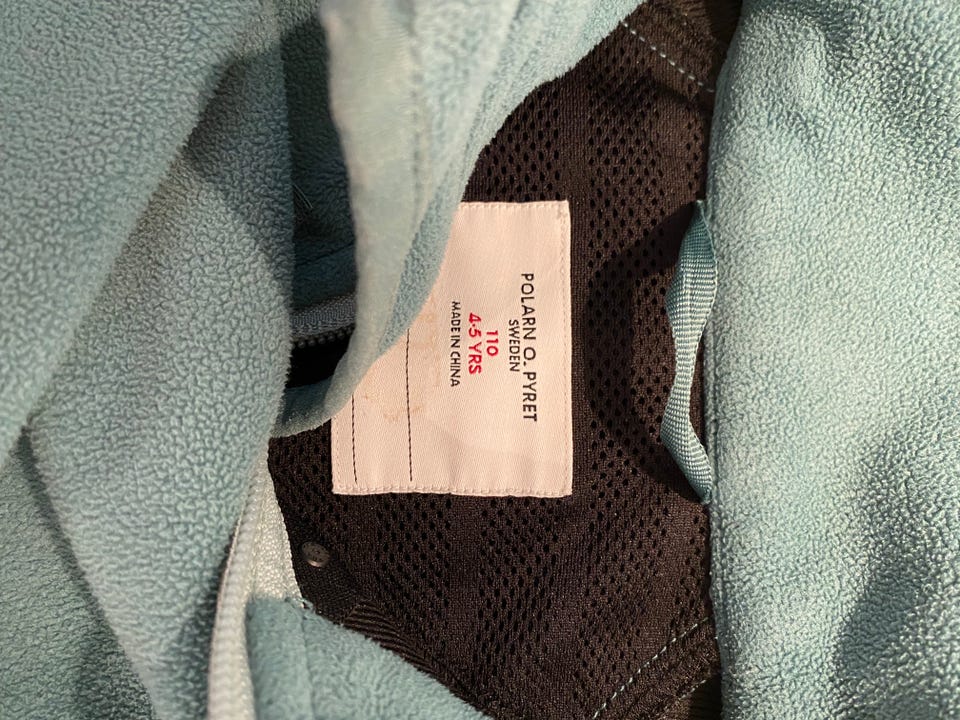 POLARN O. PYRET
SWEDEN
110
4-5 YRS
MADE IN CHINA